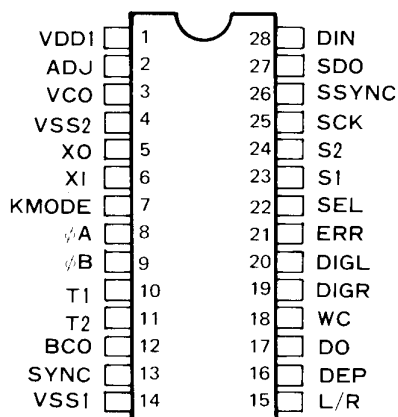 VDD1 1 28 DIN
ADJ 2 27 SDO
VCO 3 26 SSYNC
VSS2 4 25 SCK
XO 5 24 S2
XI 6 23 S1
KMODE 7 22 SEL
φA 8 21 ERR
φB 9 20 DIGL
T1 10 19 DIGR
T2 11 18 WC
BCO 12 17 DO
SYNC 13 16 DEP
VSS1 14 15 L/R